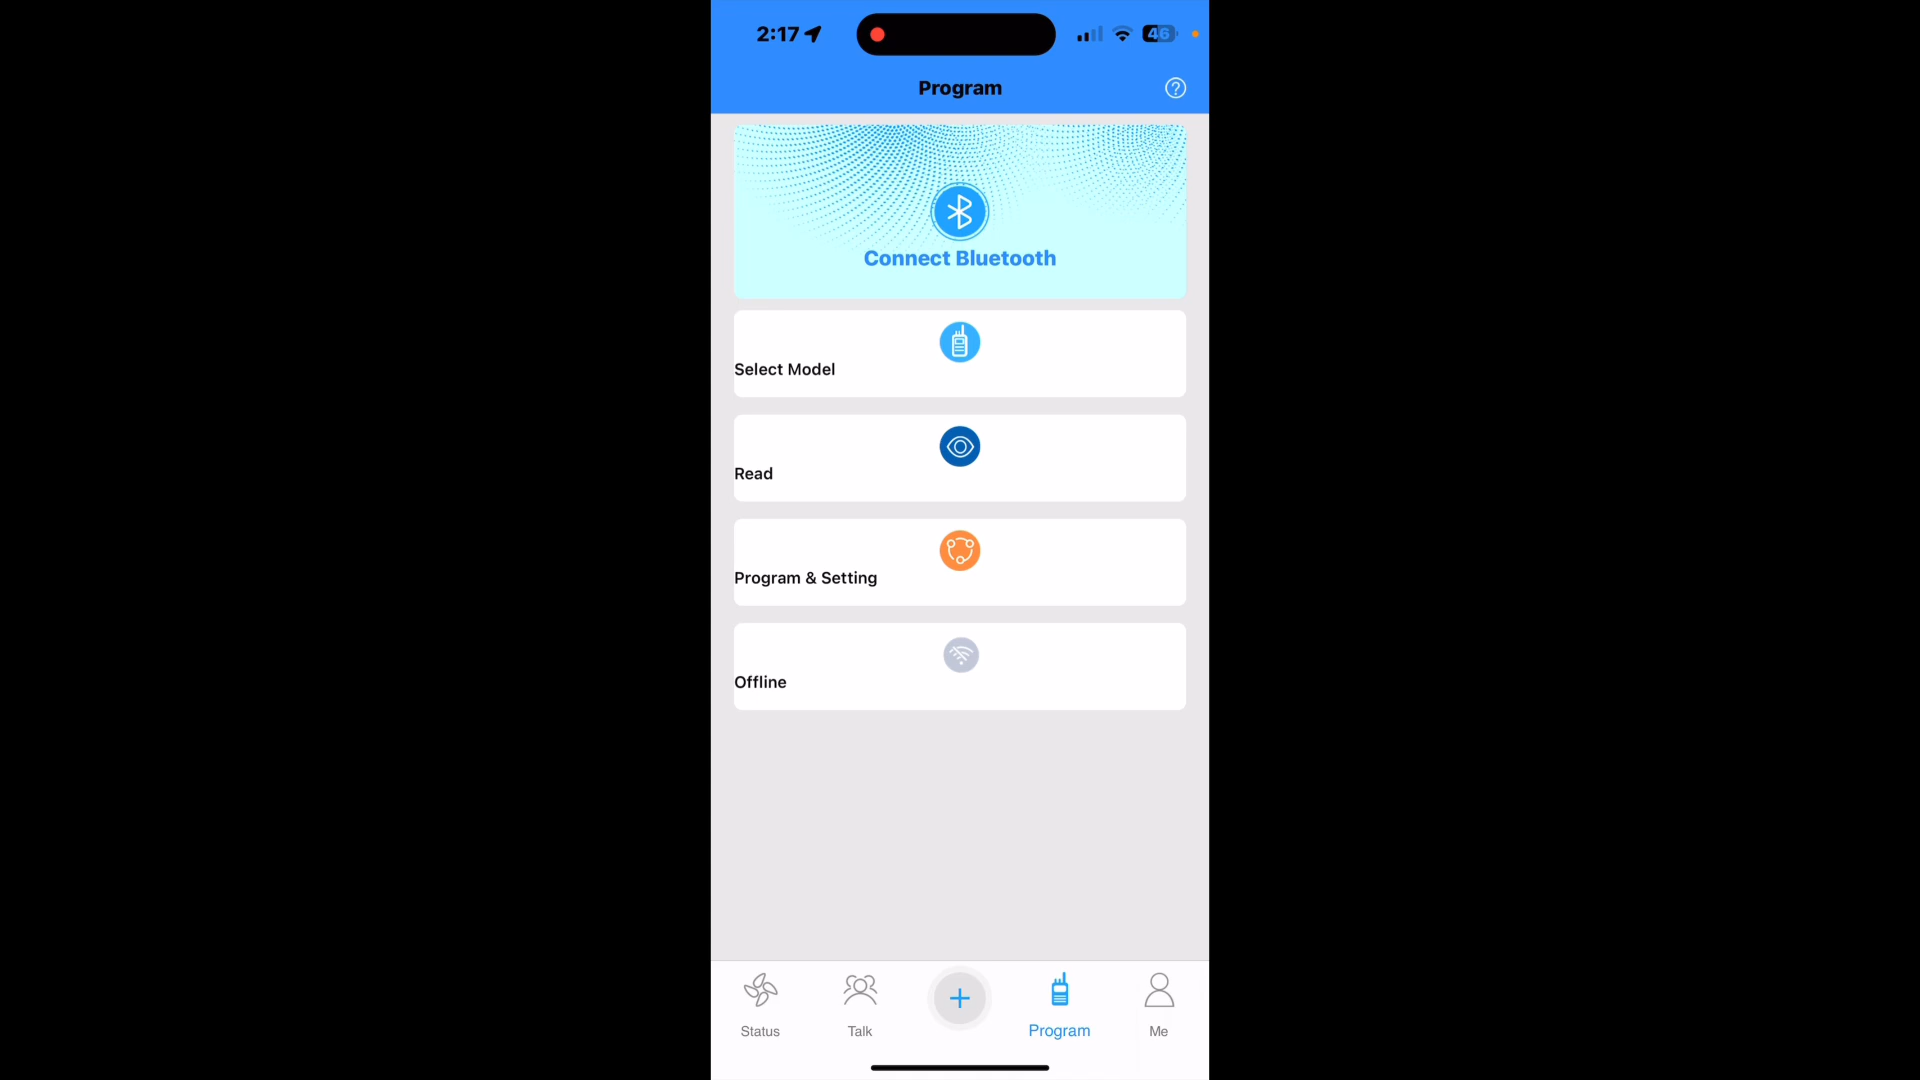 2:17
46
Program
?
Connect Bluetooth
Select Model
Read
Program & Setting
Offline
Status
Talk
Program
Me